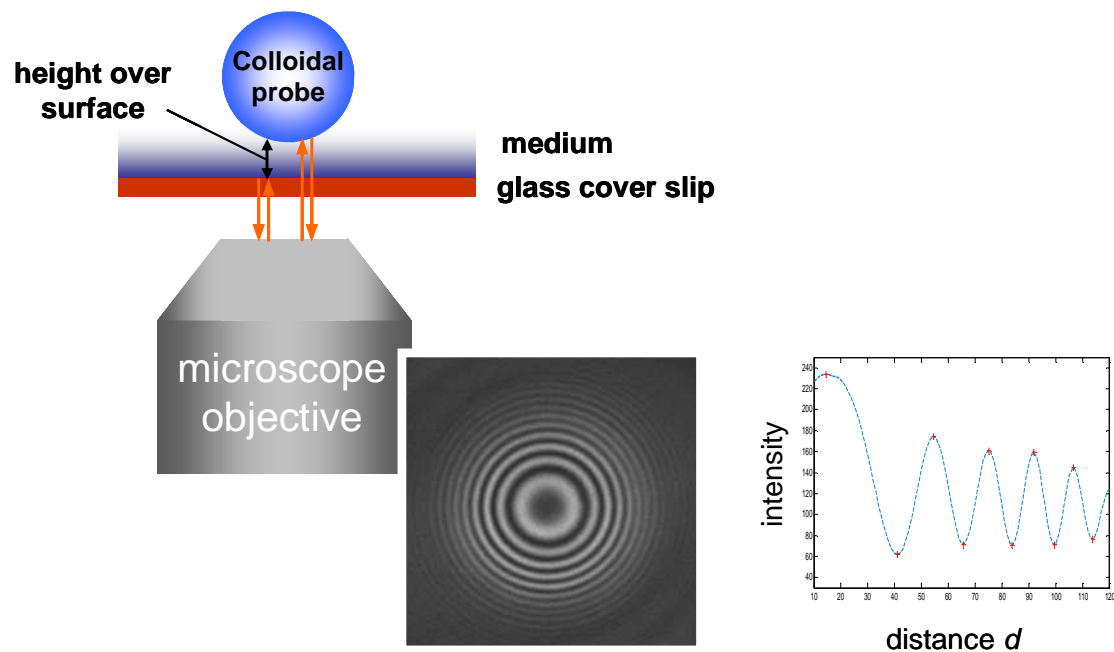 Colloidal
probe
height over
surface
medium
glass cover slip
microscope
objective
intensity
240
220
200
180
160
140
120
100
80
60
40
10
20
30
40
50
60
70
80
90
100
110
120
distance d